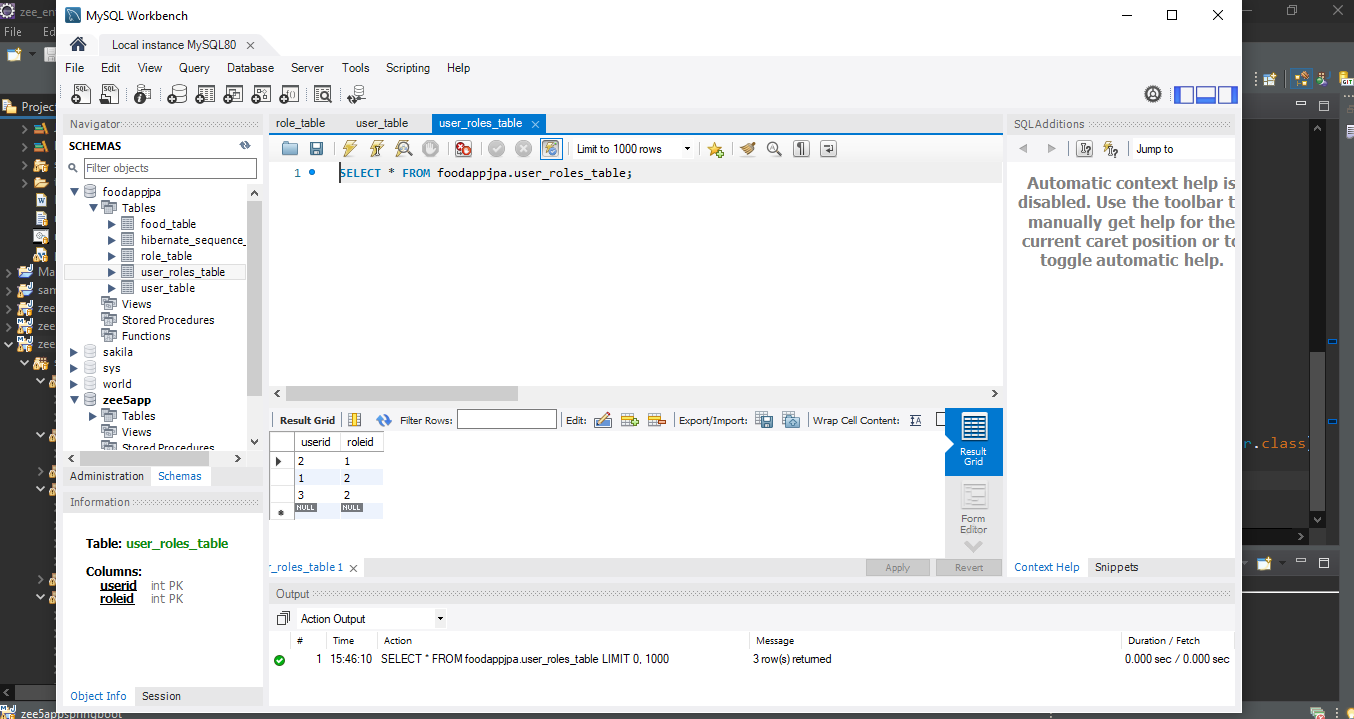 zee_en
MySQL Workbench
File
Ed
Local instance MySQL80
File Edit View Query Database Server Tools Scripting Help
SQL
SQL
GIT
Projec
Navigator
role_table user_table user_roles_table
SQLAdditions
SCHEMAS
Limit to 1000 rows
Jump to
Filter objects
1 SELECT * FROM foodappjpa.user_roles_table;
Automatic context help is
disabled. Use the toolbar t
manually get help for the
current caret position or to
toggle automatic help.
foodappjpa
Tables
food_table
hibernate_sequence_
role_table
user_roles_table
user_table
Views
Stored Procedures
Functions
sakila
sys
world
zee5app
Tables
Views
Stored Procedures
Ma
sam
zee
zee
zee
Administration Schemas
Result Grid Filter Rows: Edit: Export/Import: Wrap Cell Content:
userid roleid
2 1
1 2
3 2
NULL NULL
Result
Grid
Form
Editor
r.class
Information
Table: user_roles_table
Columns:
userid int PK
roleid int PK
Object Info Session
_roles_table 1
Apply Revert
Context Help Snippets
Output
Action Output
# Time Action Message Duration / Fetch
1 15:46:10 SELECT * FROM foodappjpa.user_roles_table LIMIT 0, 1000 3 row(s) returned 0.000 sec / 0.000 sec
zee5appspringboot